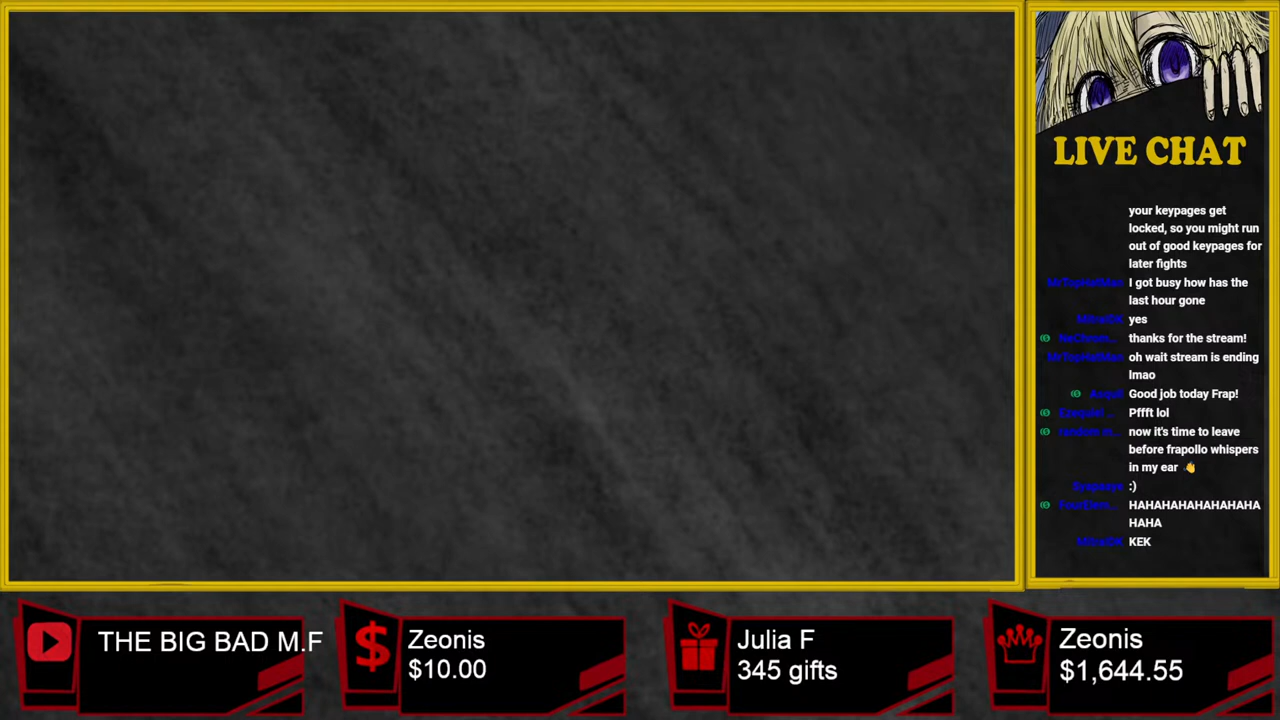 LIVE CHAT
your keypages get
locked, so you might run
out of good keypages for
later fights
MrTopHatMan I got busy how has the
last hour gone
yes
thanks for the stream!
MrTopHatMan oh wait stream is ending
lmao
Good job today Frap!
Pffft lol
random now it's time to leave
before frapollo whispers
in my ear 👋
:)
HAHAHAHAHAHAHAHA
HAHA
KEK
THE BIG BAD M.F
Zeonis
$10.00
Julia F
345 gifts
Zeonis
$1,644.55